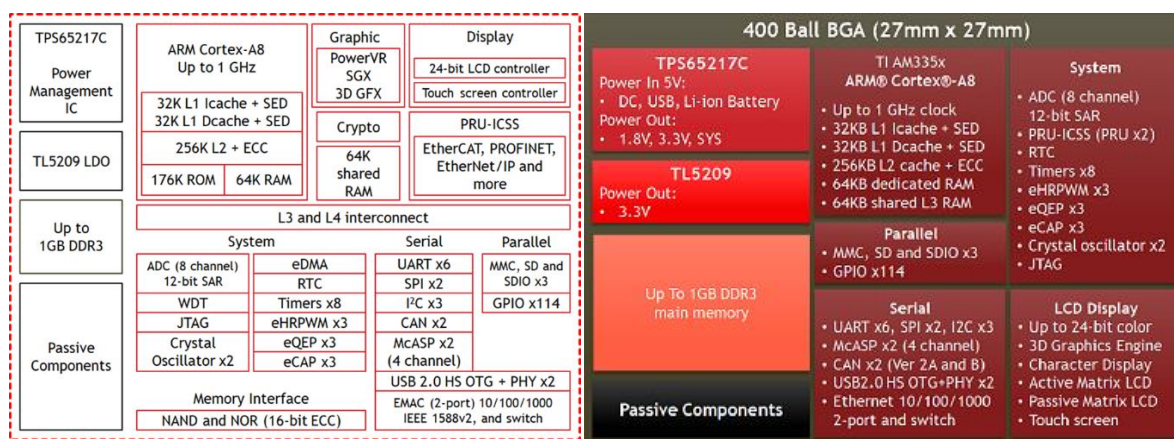 TPS65217C
Power
Management
IC
TL5209 LDO
Up to
1GB DDR3
Passive
Components
ARM Cortex-A8
Up to 1 GHz
32K L1 Icache + SED
32K L1 Dcache + SED
256K L2 + ECC
176K ROM
64K RAM
Graphic
PowerVR
SGX
3D GFX
Crypto
64K
shared
RAM
Display
24-bit LCD controller
Touch screen controller
PRU-ICSS
EtherCAT, PROFINET,
EtherNet/IP and
more
L3 and L4 interconnect
System
ADC (8 channel)
12-bit SAR
WDT
JTAG
Crystal
Oscillator x2
eDMA
RTC
Timers x8
eHRPWM x3
eQEP x3
eCAP x3
Serial
UART x6
SPI x2
I²C x3
CAN x2
McASP x2
(4 channel)
USB 2.0 HS OTG + PHY x2
EMAC (2-port) 10/100/1000
IEEE 1588v2, and switch
Parallel
MMC, SD and
SDIO x3
GPIO x114
Memory Interface
NAND and NOR (16-bit ECC)
400 Ball BGA (27mm x 27mm)
TPS65217C
Power In 5V:
• DC, USB, Li-ion Battery
Power Out:
• 1.8V, 3.3V, SYS
TL5209
Power Out:
• 3.3V
Up To 1GB DDR3
main memory
Passive Components
TI AM335x
ARM® Cortex®-A8
• Up to 1 GHz clock
• 32KB L1 Icache + SED
• 32KB L1 Dcache + SED
• 256KB L2 cache + ECC
• 64KB dedicated RAM
• 64KB shared L3 RAM
Parallel
• MMC, SD and SDIO x3
• GPIO x114
Serial
• UART x6, SPI x2, I2C x3
• McASP x2 (4 channel)
• CAN x2 (Ver 2A and B)
• USB2.0 HS OTG+PHY x2
• Ethernet 10/100/1000
2-port and switch
System
• ADC (8 channel)
12-bit SAR
• PRU-ICSS (PRU x2)
• RTC
• Timers x8
• eHRPWM x3
• eQEP x3
• eCAP x3
• Crystal oscillator x2
• JTAG
LCD Display
• Up to 24-bit color
• 3D Graphics Engine
• Character Display
• Active Matrix LCD
• Passive Matrix LCD
• Touch screen